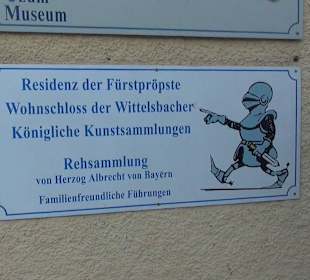 Museum
Residenz der Fürstpröpste
Wohnschloss der Wittelsbacher
Königliche Kunstsammlungen
Rehsammlung
von Herzog Albrecht von Bayern
Familienfreundliche Führungen